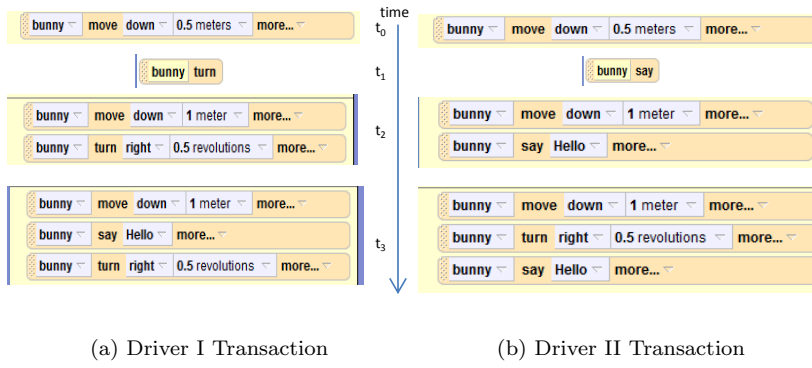 time
bunny move down 0.5 meters more...
t0
bunny move down 0.5 meters more...
bunny turn
t1
bunny say
bunny move down 1 meter more...
bunny turn right 0.5 revolutions more...
t2
bunny move down 1 meter more...
bunny say Hello more...
bunny move down 1 meter more...
bunny say Hello more...
bunny turn right 0.5 revolutions more...
t3
bunny move down 1 meter more...
bunny turn right 0.5 revolutions more...
bunny say Hello more...
(a) Driver I Transaction
(b) Driver II Transaction